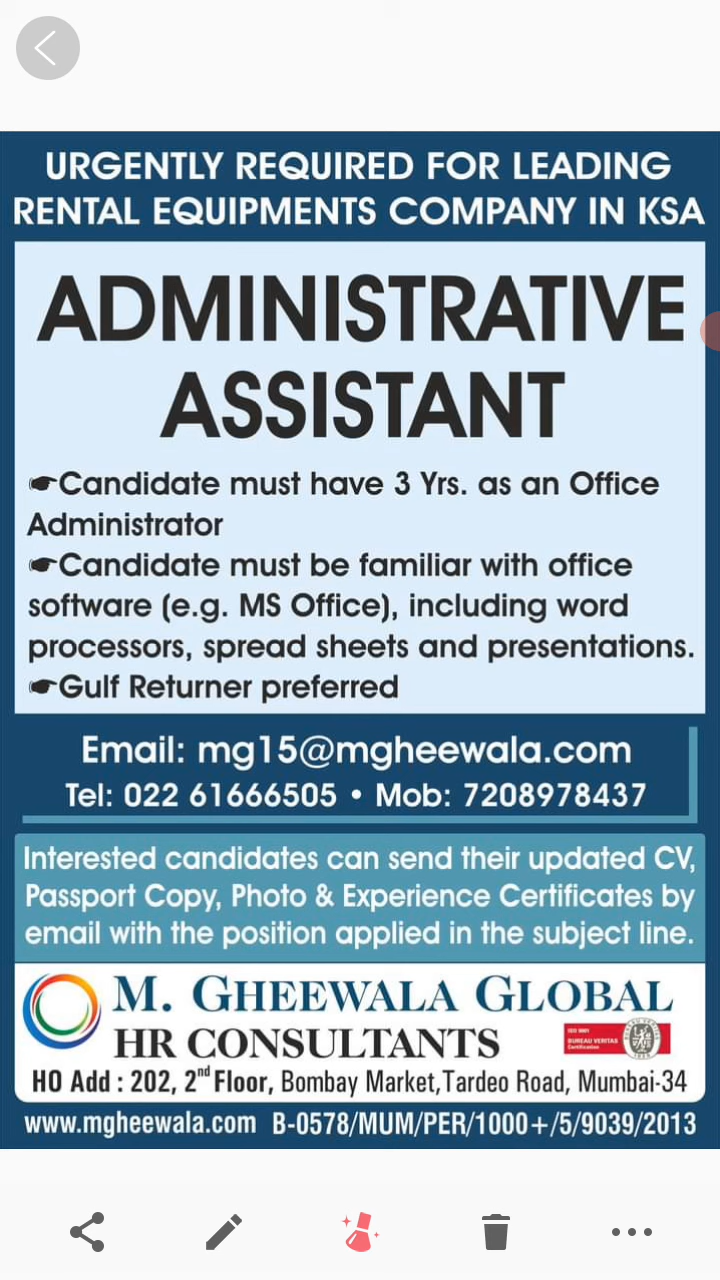 URGENTLY REQUIRED FOR LEADING
RENTAL EQUIPMENTS COMPANY IN KSA
ADMINISTRATIVE
ASSISTANT
☛Candidate must have 3 Yrs. as an Office
Administrator
☛Candidate must be familiar with office
software (e.g. MS Office), including word
processors, spread sheets and presentations.
☛Gulf Returner preferred
Email: mg15@mgheewala.com
Tel: 022 61666505 • Mob: 7208978437
Interested candidates can send their updated CV,
Passport Copy, Photo & Experience Certificates by
email with the position applied in the subject line.
M. GHEEWALA GLOBAL
HR CONSULTANTS
ISO 9001
BUREAU VERITAS
Certification
HO Add : 202, 2nd Floor, Bombay Market, Tardeo Road, Mumbai-34
www.mgheewala.com B-0578/MUM/PER/1000+/5/9039/2013